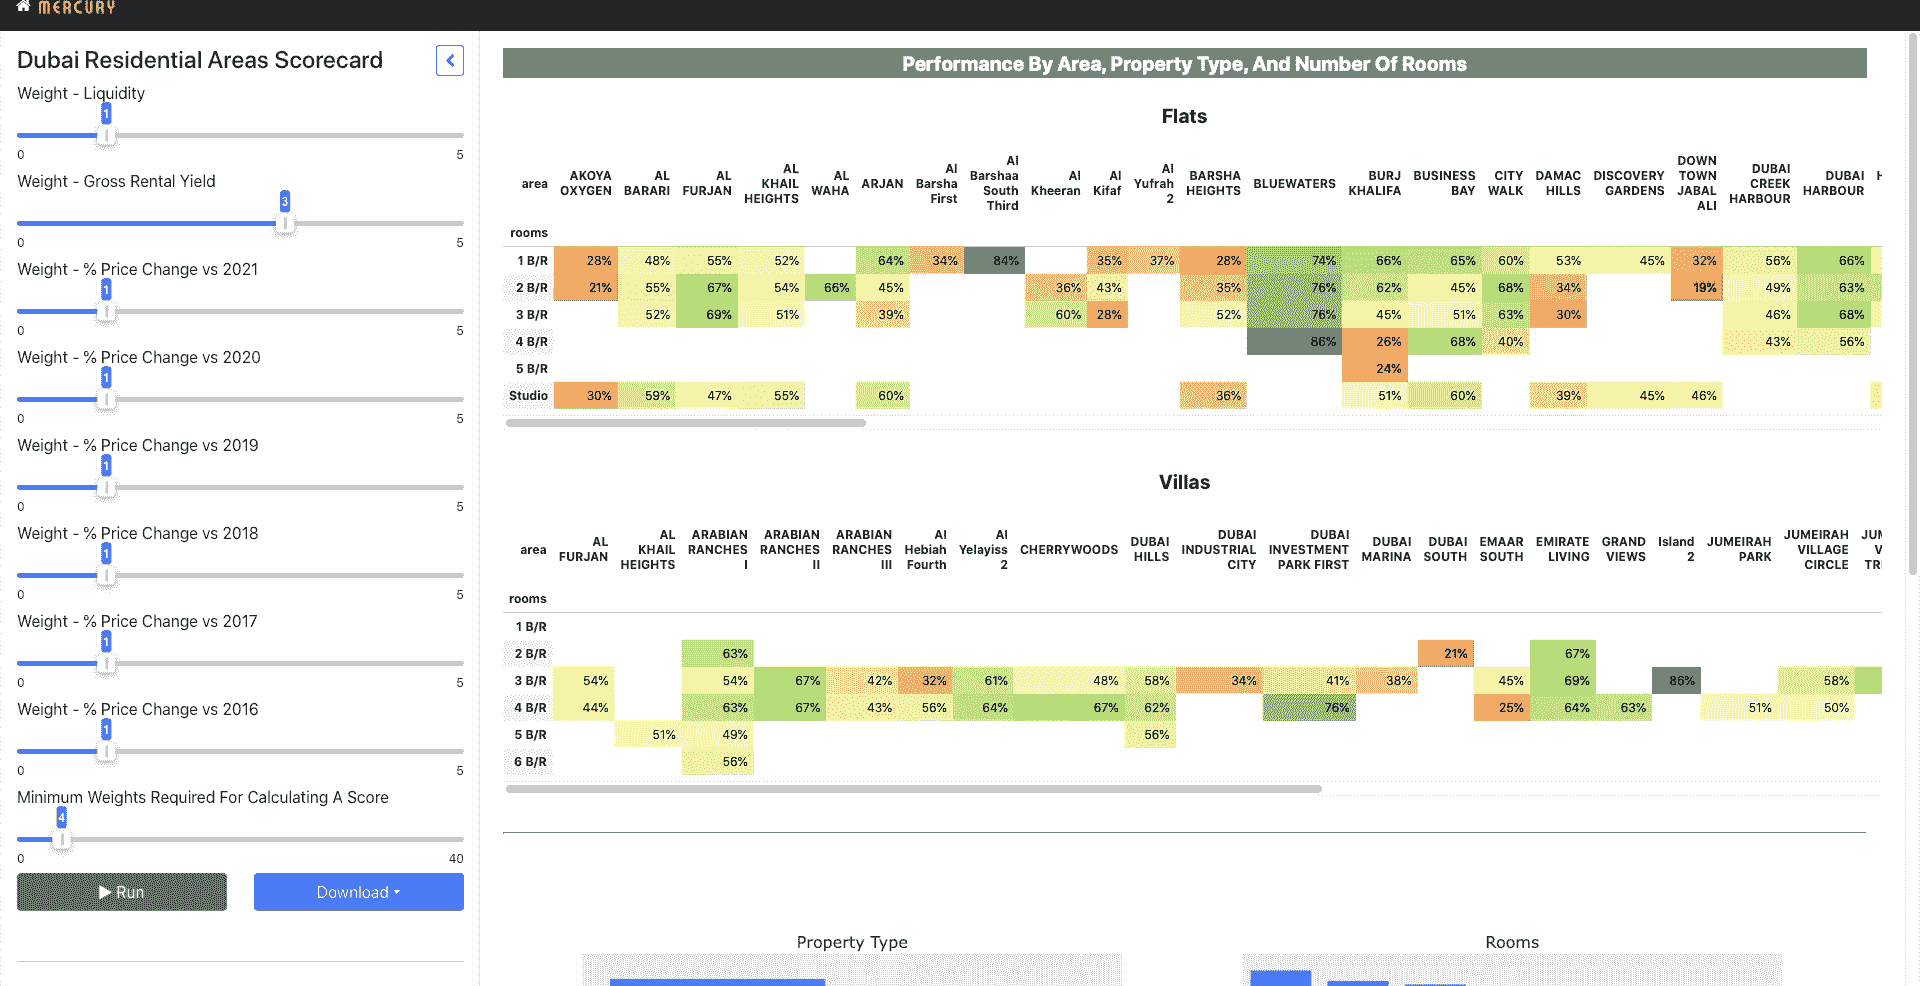 MERCURY
Dubai Residential Areas Scorecard
Weight - Liquidity
1
0 5
Weight - Gross Rental Yield
3
0 5
Weight - % Price Change vs 2021
1
0 5
Weight - % Price Change vs 2020
1
0 5
Weight - % Price Change vs 2019
1
0 5
Weight - % Price Change vs 2018
1
0 5
Weight - % Price Change vs 2017
1
0 5
Weight - % Price Change vs 2016
1
0 5
Minimum Weights Required For Calculating A Score
4
0 40
Run Download
Performance By Area, Property Type, And Number Of Rooms
Flats
area AKOYA OXYGEN AL BARARI AL FURJAN AL KHAIL HEIGHTS AL WAHA ARJAN Al Barsha First Al Barshaa South Third Al Kheeran Al Kifaf Al Yufrah 2 BARSHA HEIGHTS BLUEWATERS BURJ KHALIFA BUSINESS BAY CITY WALK DAMAC HILLS DISCOVERY GARDENS DOWN TOWN JABAL ALI DUBAI CREEK HARBOUR DUBAI HARBOUR H
rooms
1 B/R 28% 48% 55% 52% 64% 34% 84% 35% 37% 28% 74% 66% 65% 60% 53% 45% 32% 56% 66%
2 B/R 21% 55% 67% 54% 66% 45% 36% 43% 35% 76% 62% 45% 68% 34% 19% 49% 63%
3 B/R 52% 69% 51% 39% 60% 28% 52% 76% 45% 51% 63% 30% 46% 68%
4 B/R 86% 26% 68% 40% 43% 56%
5 B/R 24%
Studio 30% 59% 47% 55% 60% 36% 51% 60% 39% 45% 46%
Villas
area AL FURJAN AL KHAIL HEIGHTS ARABIAN RANCHES I ARABIAN RANCHES II ARABIAN RANCHES III Al Hebiah Fourth Al Yelayiss 2 CHERRYWOODS DUBAI HILLS DUBAI INDUSTRIAL CITY DUBAI INVESTMENT PARK FIRST DUBAI MARINA DUBAI SOUTH EMAAR SOUTH EMIRATE LIVING GRAND VIEWS Island 2 JUMEIRAH PARK JUMEIRAH VILLAGE CIRCLE JUM V TRI
rooms
1 B/R
2 B/R 63% 21% 67%
3 B/R 54% 54% 67% 42% 32% 61% 48% 58% 34% 41% 38% 45% 69% 86% 58%
4 B/R 44% 63% 67% 43% 56% 64% 67% 62% 76% 25% 64% 63% 51% 50%
5 B/R 51% 49% 56%
6 B/R 56%
Property Type Rooms